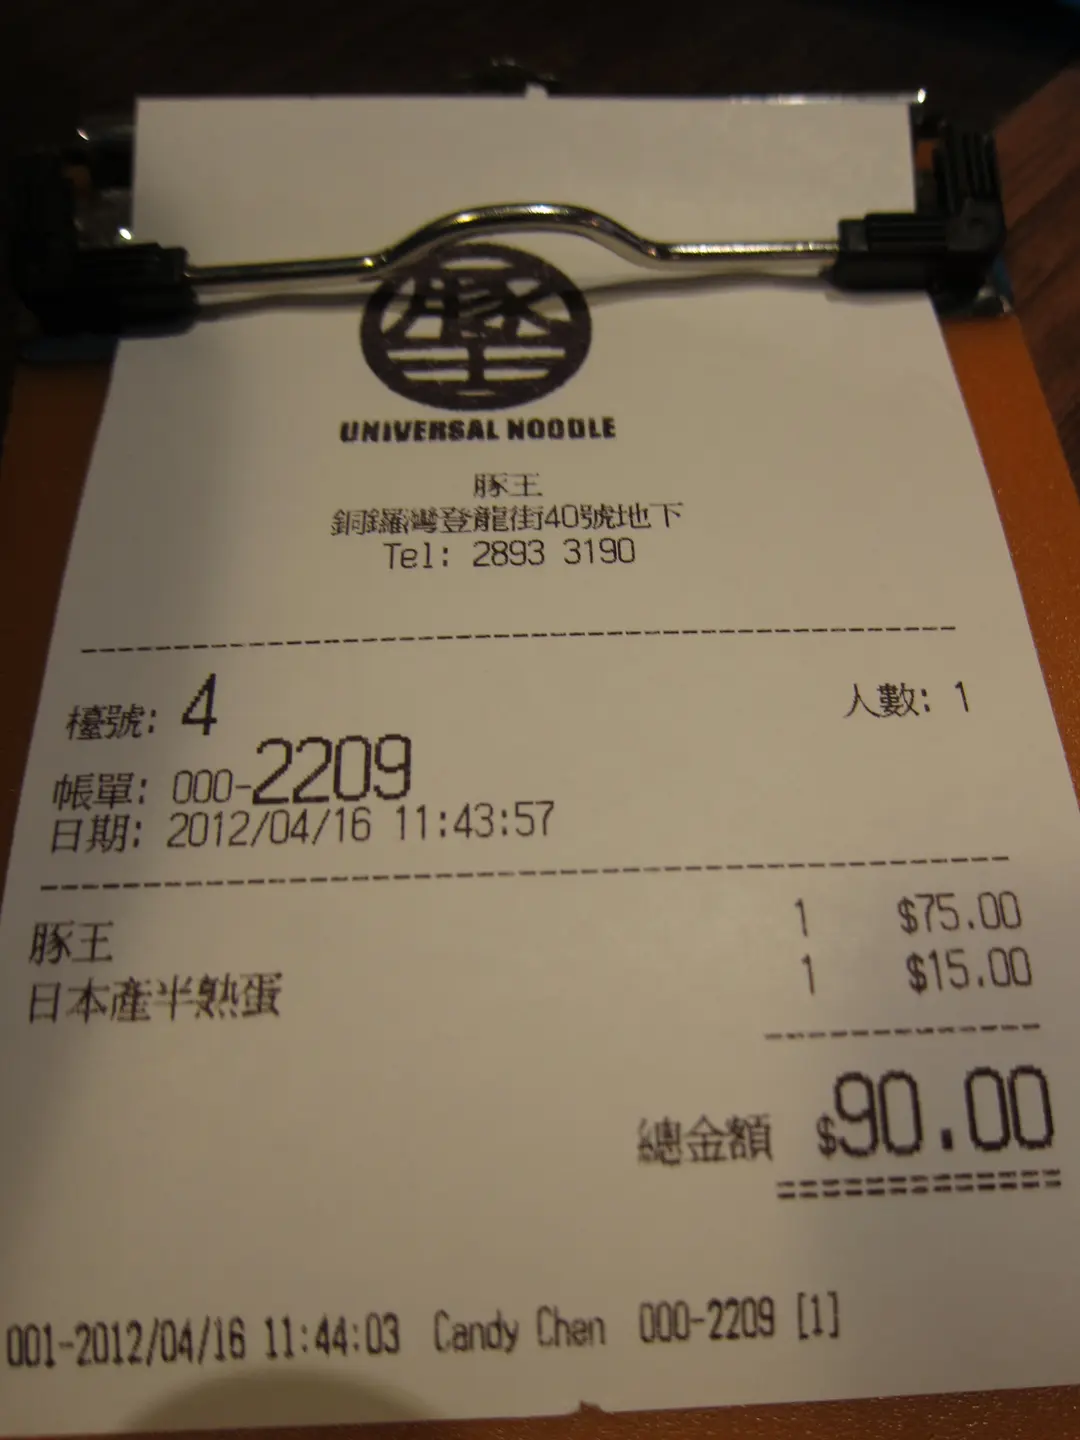 豚王
UNIVERSAL NOODLE
豚王
銅鑼灣登龍街40號地下
Tel: 2893 3190
檯號: 4 人數: 1
帳單: 000-2209
日期: 2012/04/16 11:43:57
豚王 1 $75.00
日本產半熟蛋 1 $15.00
總金額 $90.00
001-2012/04/16 11:44:03 Candy Chen 000-2209 [1]